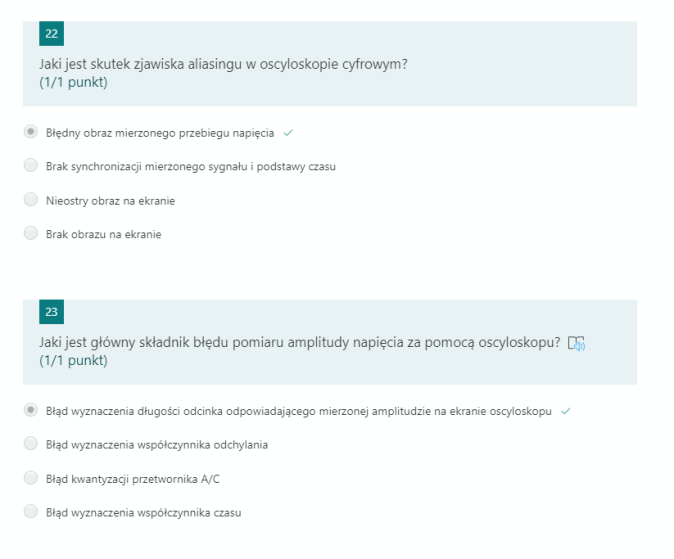 22
Jaki jest skutek zjawiska aliasingu w oscyloskopie cyfrowym?
(1/1 punkt)
Błędny obraz mierzonego przebiegu napięcia
Brak synchronizacji mierzonego sygnału i podstawy czasu
Nieostry obraz na ekranie
Brak obrazu na ekranie
23
Jaki jest główny składnik błędu pomiaru amplitudy napięcia za pomocą oscyloskopu?
(1/1 punkt)
Błąd wyznaczenia długości odcinka odpowiadającego mierzonej amplitudzie na ekranie oscyloskopu
Błąd wyznaczenia współczynnika odchylania
Błąd kwantyzacji przetwornika A/C
Błąd wyznaczenia współczynnika czasu